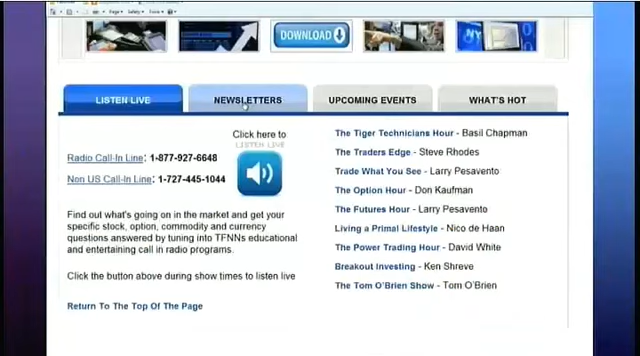 Page
Safety
Tools
DOWNLOAD
NY
LISTEN LIVE
NEWSLETTERS
UPCOMING EVENTS
WHAT'S HOT
Click here to
LISTEN LIVE
Radio Call-In Line: 1-877-927-6648
Non US Call-In Line: 1-727-445-1044
Find out what's going on in the market and get your
specific stock, option, commodity and currency
questions answered by tuning into TFNNs educational
and entertaining call in radio programs.
Click the button above during show times to listen live
Return To The Top Of The Page
The Tiger Technicians Hour - Basil Chapman
The Traders Edge - Steve Rhodes
Trade What You See - Larry Pesavento
The Option Hour - Don Kaufman
The Futures Hour - Larry Pesavento
Living a Primal Lifestyle - Nico de Haan
The Power Trading Hour - David White
Breakout Investing - Ken Shreve
The Tom O'Brien Show - Tom O'Brien